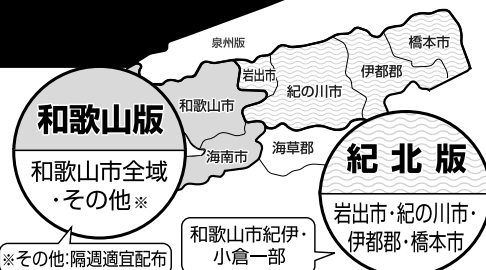 泉州版
橋本市
伊都郡
岩出市
紀の川市
和歌山市
海南市
海草郡
和歌山版
和歌山市全域
・その他※
紀北版
岩出市・紀の川市・
伊都郡・橋本市
※その他:隔週適宜配布
和歌山市紀伊・
小倉一部